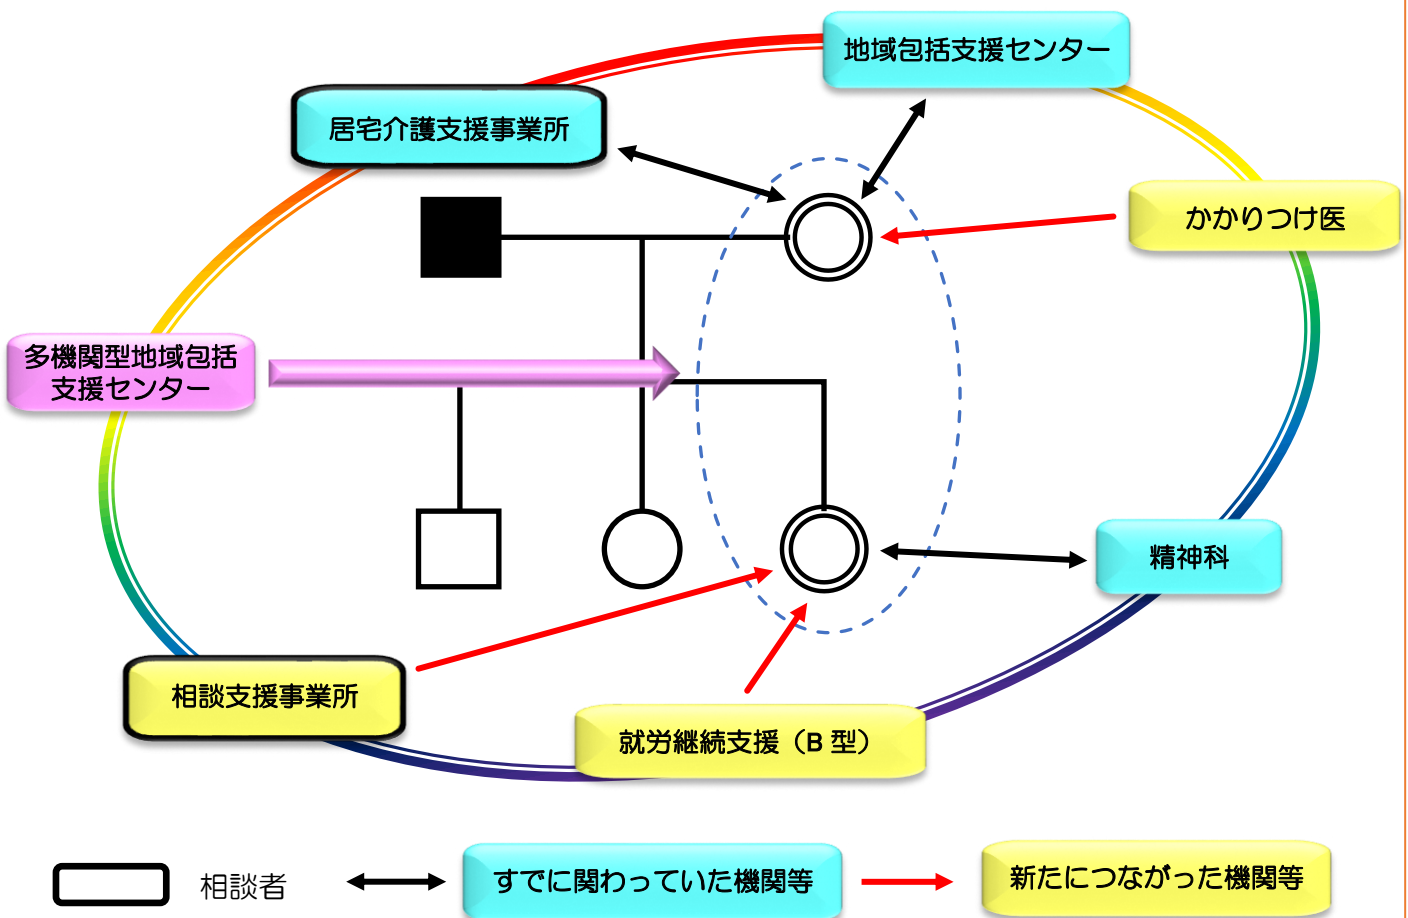 地域包括支援センター
居宅介護支援事業所
かかりつけ医
多機関型地域包括
支援センター
精神科
相談支援事業所
就労継続支援（B 型）
相談者
すでに関わっていた機関等
新たにつながった機関等